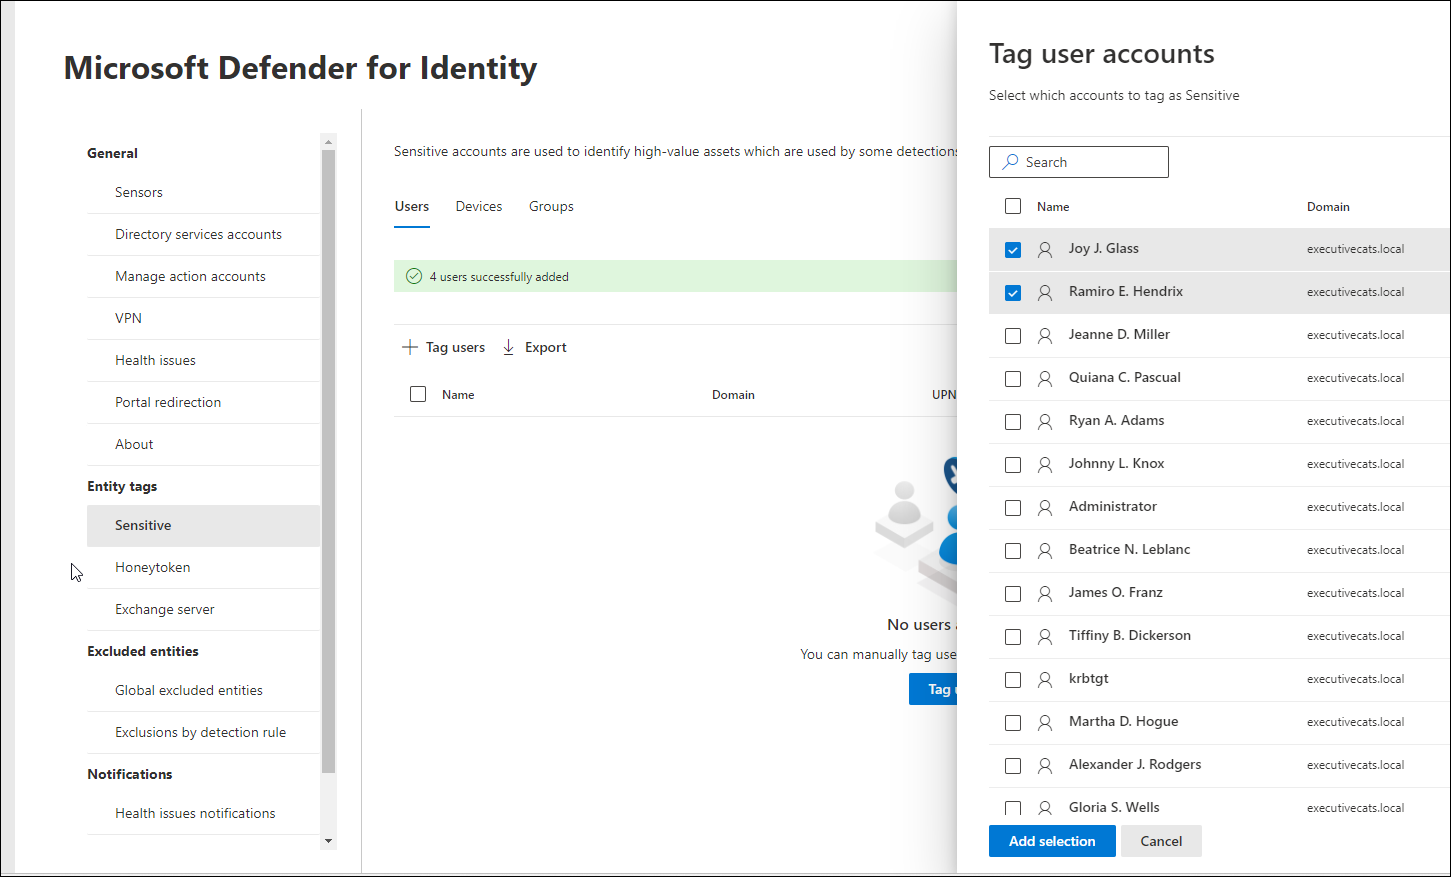 Microsoft Defender for Identity
General
Sensors
Directory services accounts
Manage action accounts
VPN
Health issues
Portal redirection
About
Entity tags
Sensitive
Honeytoken
Exchange server
Excluded entities
Global excluded entities
Exclusions by detection rule
Notifications
Health issues notifications
Sensitive accounts are used to identify high-value assets which are used by some detections
Users Devices Groups
4 users successfully added
Tag users Export
Name Domain UPN
No users
You can manually tag use
Tag
Tag user accounts
Select which accounts to tag as Sensitive
Search
Name Domain
Joy J. Glass executivecats.local
Ramiro E. Hendrix executivecats.local
Jeanne D. Miller executivecats.local
Quiana C. Pascual executivecats.local
Ryan A. Adams executivecats.local
Johnny L. Knox executivecats.local
Administrator executivecats.local
Beatrice N. Leblanc executivecats.local
James O. Franz executivecats.local
Tiffiny B. Dickerson executivecats.local
krbtgt executivecats.local
Martha D. Hogue executivecats.local
Alexander J. Rodgers executivecats.local
Gloria S. Wells executivecats.local
Add selection Cancel